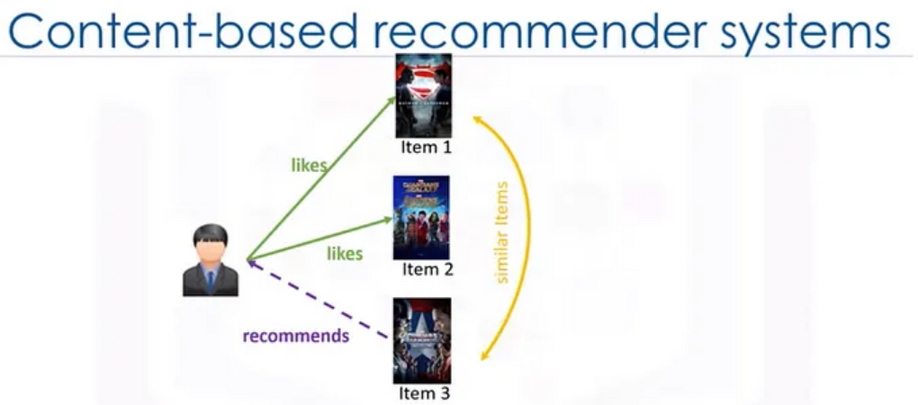 Content-based recommender systems
Item 1
likes
similar Items
Item 2
likes
recommends
Item 3